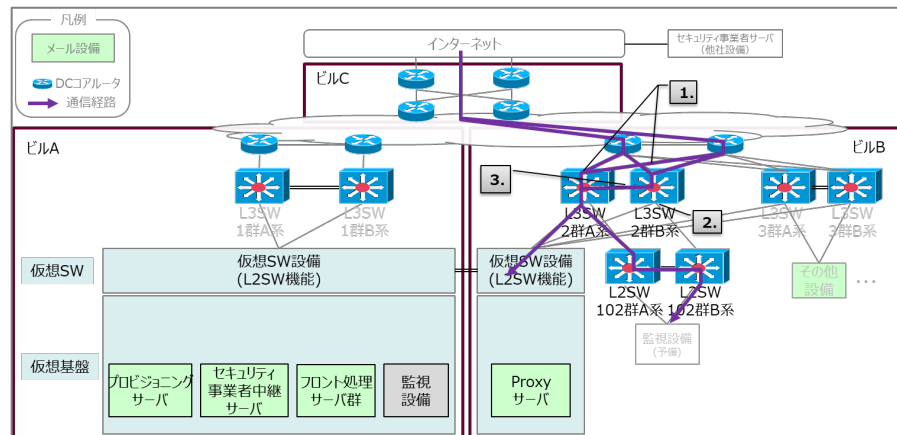 凡例
メール設備
DCコアルータ
通信経路
インターネット
セキュリティ事業者サーバ
(他社設備)
ビルC
1.
ビルA
ビルB
3.
2.
L3SW
1群A系
L3SW
1群B系
L3SW
2群A系
L3SW
2群B系
L3SW
3群A系
L3SW
3群B系
仮想SW
仮想SW設備
(L2SW機能)
仮想SW設備
(L2SW機能)
L2SW
102群A系
L2SW
102群B系
その他
設備
…
監視設備
(予備)
仮想基盤
プロビジョニング
サーバ
セキュリティ
事業者中継
サーバ
フロント処理
サーバ群
監視
設備
Proxy
サーバ